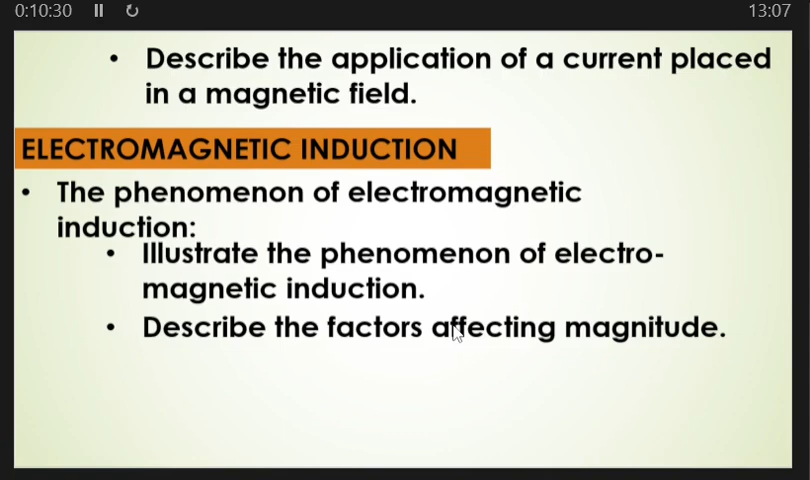 0:10:30
13:07
• Describe the application of a current placed
in a magnetic field.
ELECTROMAGNETIC INDUCTION
• The phenomenon of electromagnetic
induction:
• Illustrate the phenomenon of electro-
magnetic induction.
• Describe the factors affecting magnitude.